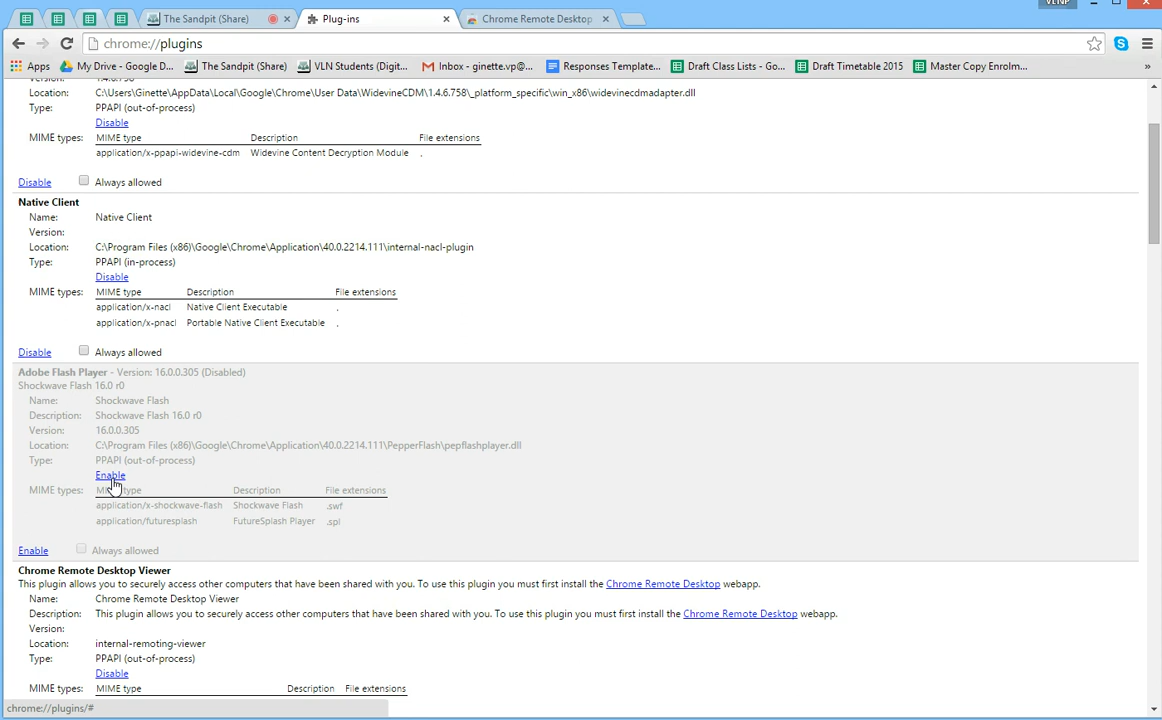 VLNP
The Sandpit (Share)
Plug-ins
Chrome Remote Desktop
chrome://plugins
Apps
My Drive - Google D...
The Sandpit (Share)
VLN Students (Digit...
Inbox - ginette.vp@...
Responses Template...
Draft Class Lists - Go...
Draft Timetable 2015
Master Copy Enrolm...
»
Version: 1.4.6.758
Location: C:\Users\Ginette\AppData\Local\Google\Chrome\User Data\WidevineCDM\1.4.6.758\_platform_specific\win_x86\widevinecdmadapter.dll
Type: PPAPI (out-of-process)
Disable
MIME types: MIME type Description File extensions
application/x-ppapi-widevine-cdm Widevine Content Decryption Module .
Disable Always allowed
Native Client
Name: Native Client
Version:
Location: C:\Program Files (x86)\Google\Chrome\Application\40.0.2214.111\internal-nacl-plugin
Type: PPAPI (in-process)
Disable
MIME types: MIME type Description File extensions
application/x-nacl Native Client Executable .
application/x-pnacl Portable Native Client Executable .
Disable Always allowed
Adobe Flash Player - Version: 16.0.0.305 (Disabled)
Shockwave Flash 16.0 r0
Name: Shockwave Flash
Description: Shockwave Flash 16.0 r0
Version: 16.0.0.305
Location: C:\Program Files (x86)\Google\Chrome\Application\40.0.2214.111\PepperFlash\pepflashplayer.dll
Type: PPAPI (out-of-process)
Enable
MIME types: MIME type Description File extensions
application/x-shockwave-flash Shockwave Flash .swf
application/futuresplash FutureSplash Player .spl
Enable Always allowed
Chrome Remote Desktop Viewer
This plugin allows you to securely access other computers that have been shared with you. To use this plugin you must first install the Chrome Remote Desktop webapp.
Name: Chrome Remote Desktop Viewer
Description: This plugin allows you to securely access other computers that have been shared with you. To use this plugin you must first install the Chrome Remote Desktop webapp.
Version:
Location: internal-remoting-viewer
Type: PPAPI (out-of-process)
Disable
MIME types: MIME type Description File extensions
chrome://plugins/#